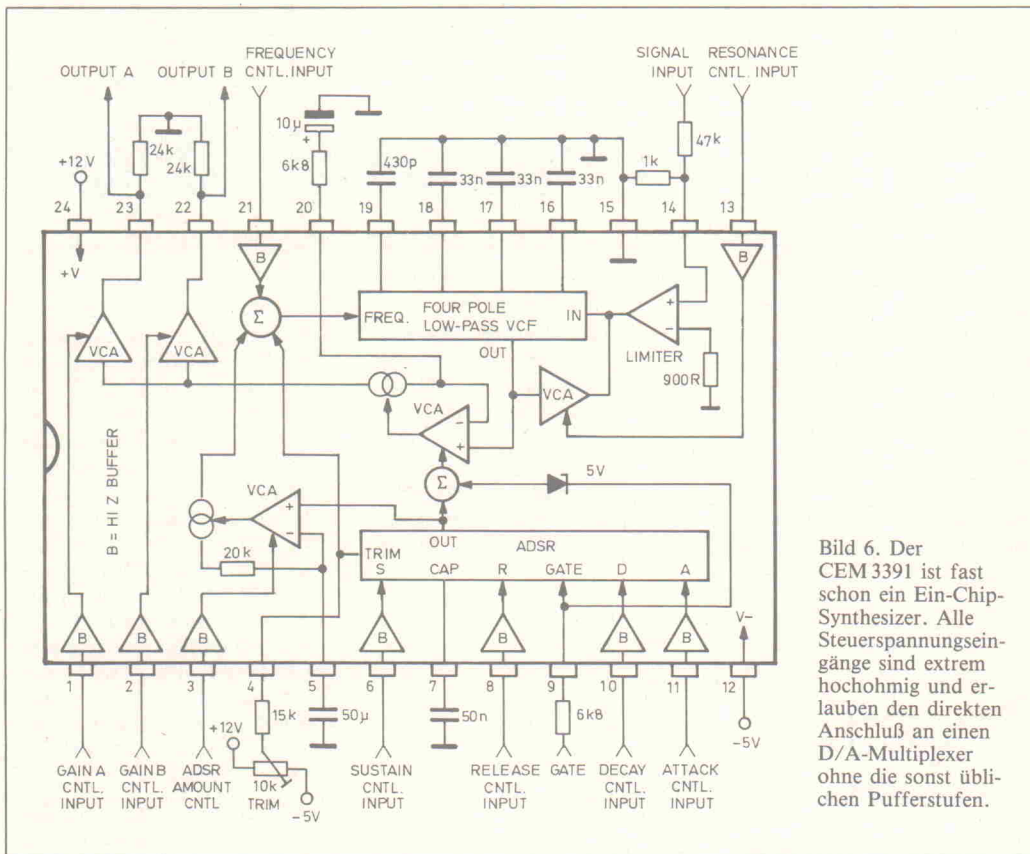 FREQUENCY
CNTL. INPUT
SIGNAL
INPUT
RESONANCE
CNTL. INPUT
OUTPUT A
OUTPUT B
10µ
+
24k
24k
6k8
430p
33n
33n
33n
1k
47k
+12V
24
23
22
21
20
19
18
17
16
15
14
13
+V
B
B
Σ
FREQ.
FOUR POLE
LOW-PASS VCF
IN
OUT
+
−
LIMITER
900R
VCA
VCA
VCA
−
+
VCA
B = HI Z BUFFER
Σ
5V
VCA
+
−
20k
OUT
ADSR
TRIM
S
CAP
R
GATE
D
A
V−
B
B
B
B
B
B
B
1
2
3
4
5
6
7
8
9
10
11
12
15k
50µ
50n
6k8
+12V
−5V
10k
TRIM
−5V
GAIN A
CNTL.
INPUT
GAIN B
CNTL.
INPUT
ADSR
AMOUNT
CNTL
SUSTAIN
CNTL.
INPUT
RELEASE
CNTL.
INPUT
GATE
DECAY
CNTL.
INPUT
ATTACK
CNTL.
INPUT
Bild 6. Der
CEM 3391 ist fast
schon ein Ein-Chip-
Synthesizer. Alle
Steuerspannungsein-
gänge sind extrem
hochohmig und er-
lauben den direkten
Anschluß an einen
D/A-Multiplexer
ohne die sonst übli-
chen Pufferstufen.